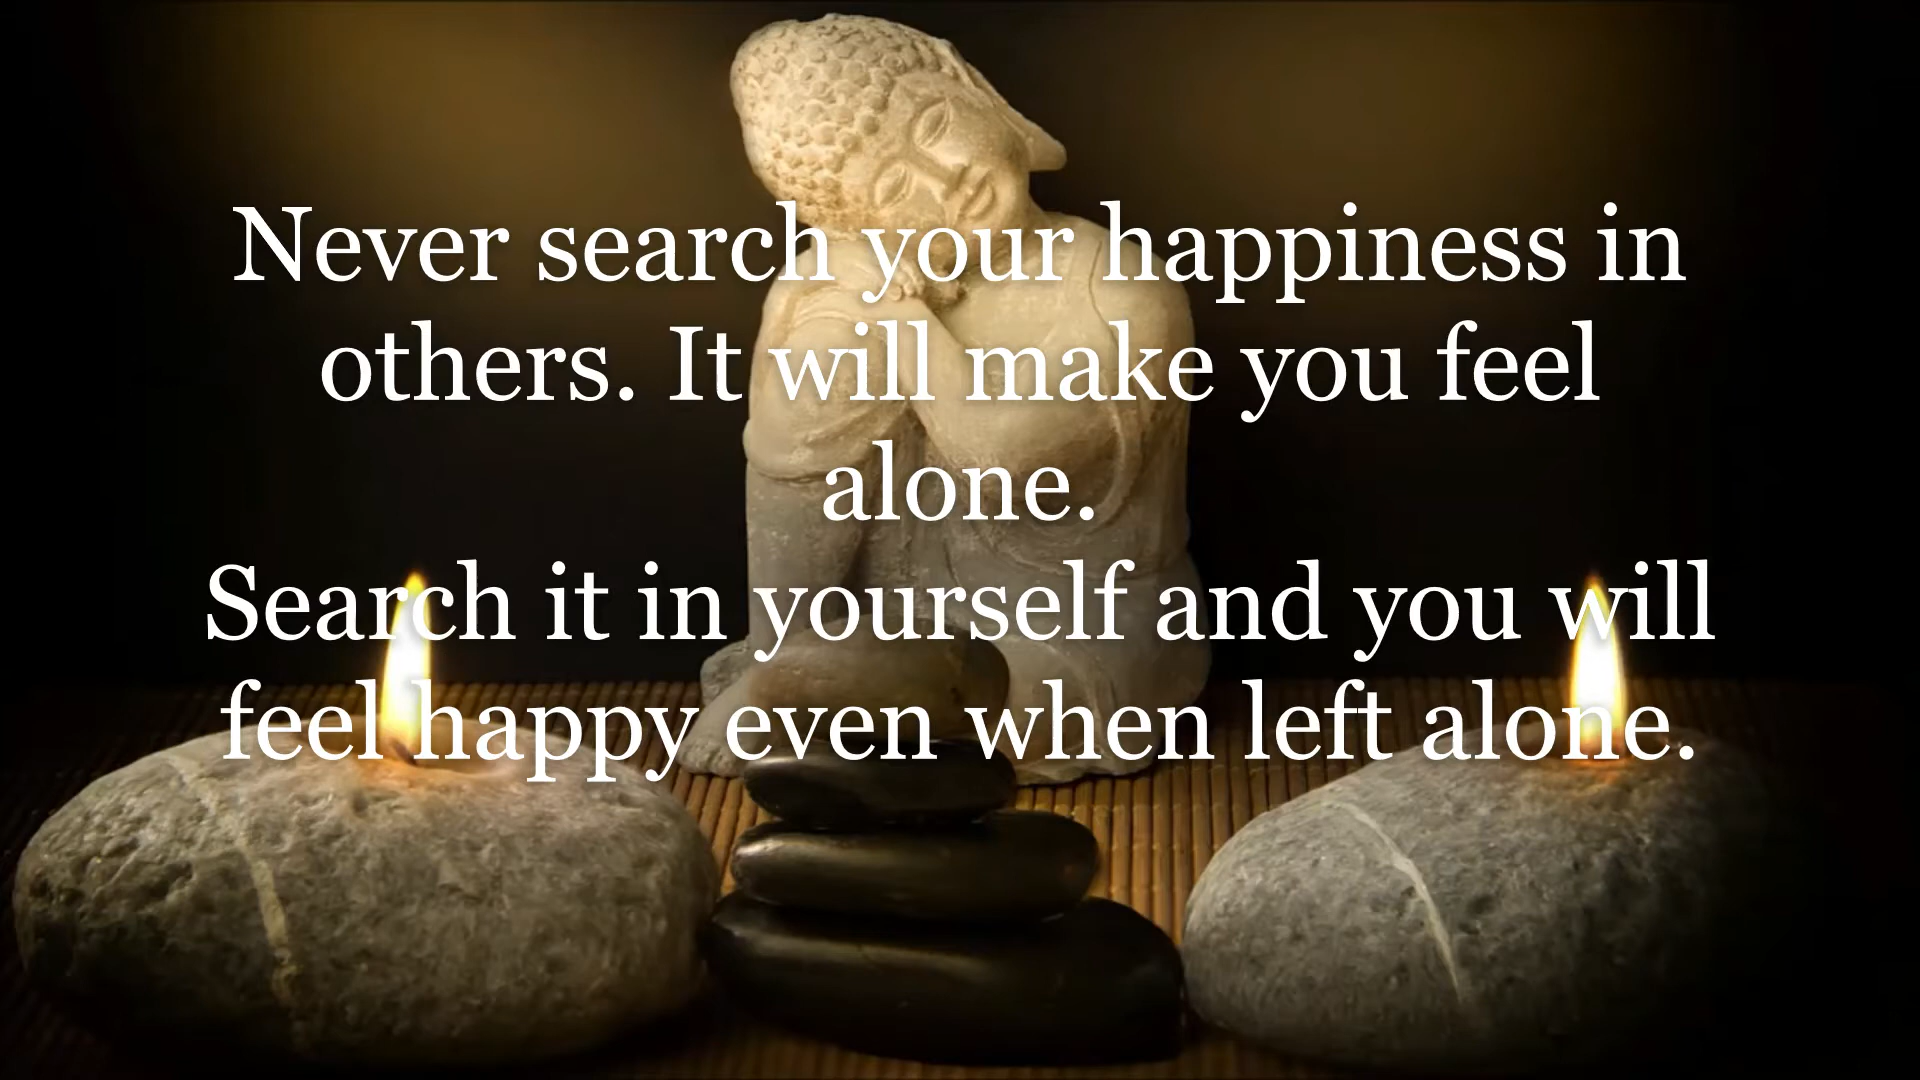 Never search your happiness in
others. It will make you feel
alone.
Search it in yourself and you will
feel happy even when left alone.